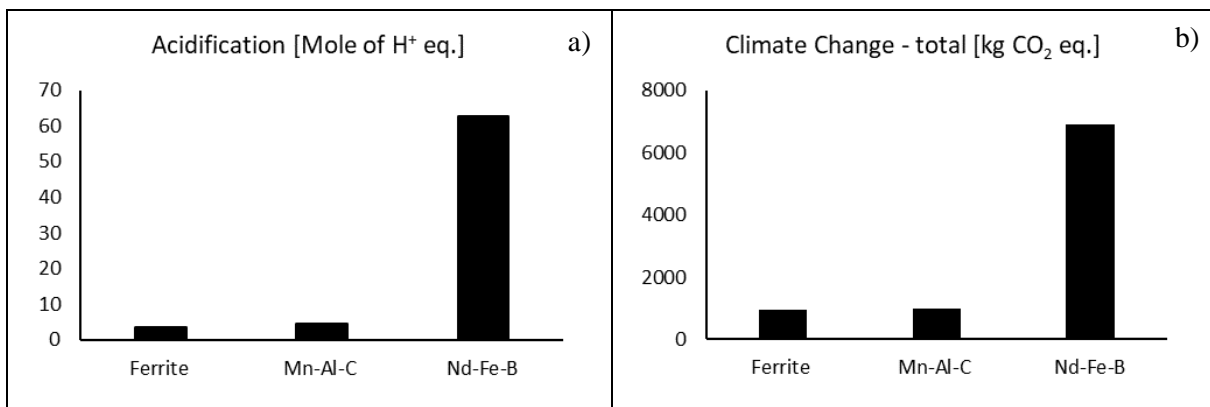 Acidification [Mole of H⁺ eq.]
a)
70
60
50
40
30
20
10
0
Ferrite
Mn-Al-C
Nd-Fe-B
Climate Change - total [kg CO₂ eq.]
b)
8000
6000
4000
2000
0
Ferrite
Mn-Al-C
Nd-Fe-B